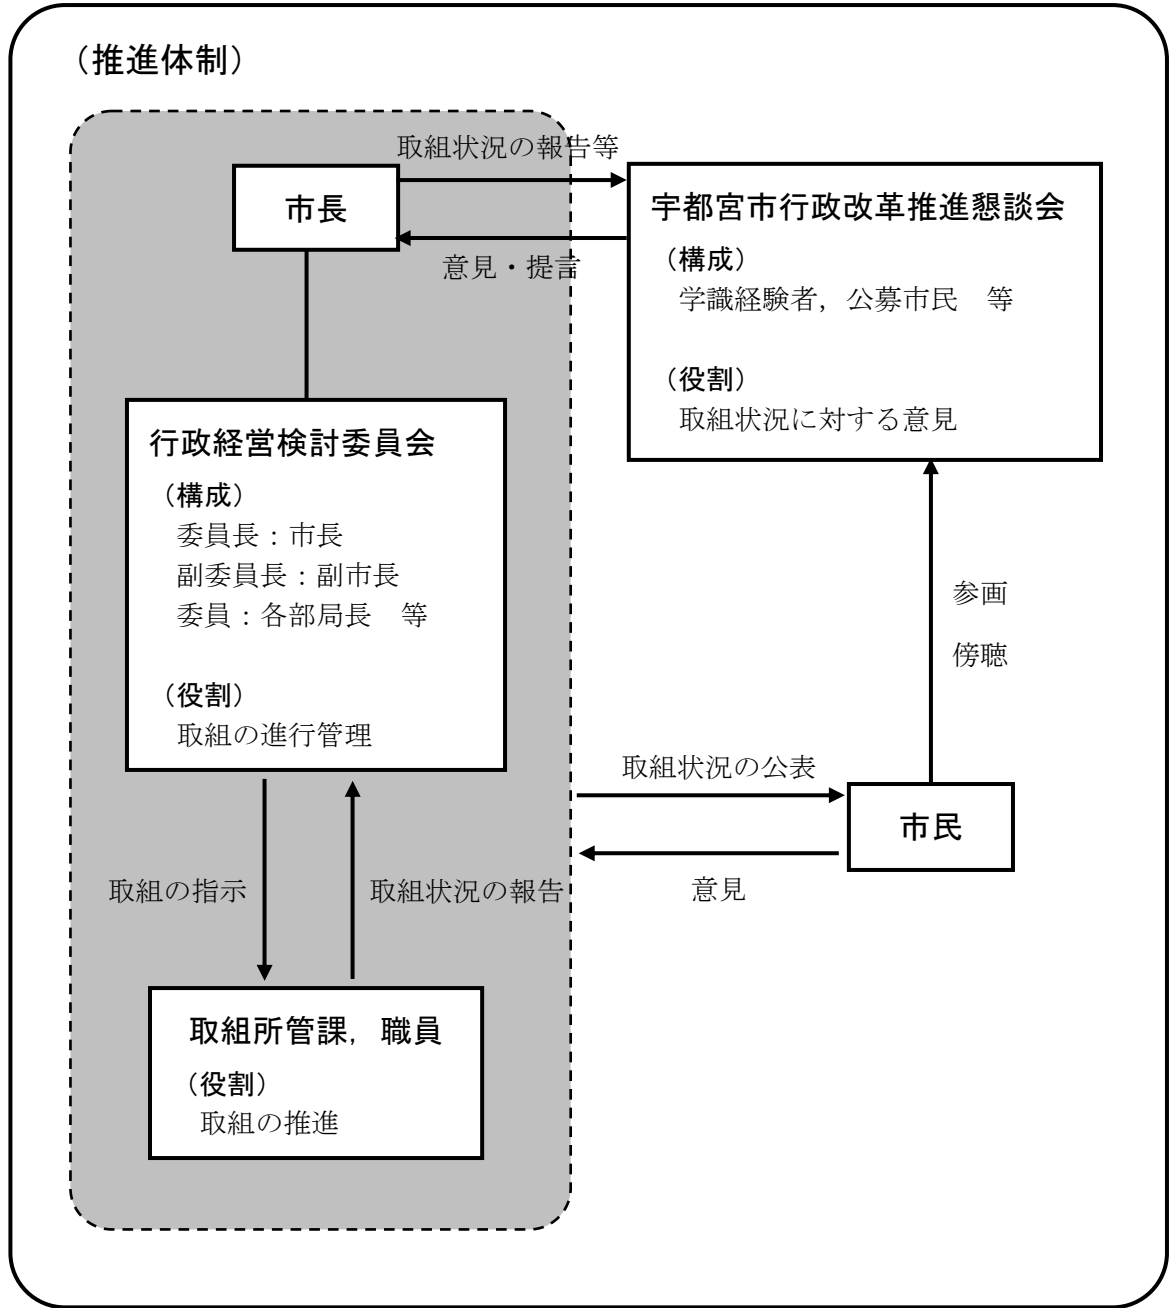 （推進体制）
取組状況の報告等
市長
意見・提言
宇都宮市行政改革推進懇談会
（構成）
学識経験者，公募市民　等
（役割）
取組状況に対する意見
行政経営検討委員会
（構成）
委員長：市長
副委員長：副市長
委員：各部局長　等
（役割）
取組の進行管理
参画
傍聴
取組状況の公表
市民
意見
取組の指示
取組状況の報告
取組所管課，職員
（役割）
取組の推進